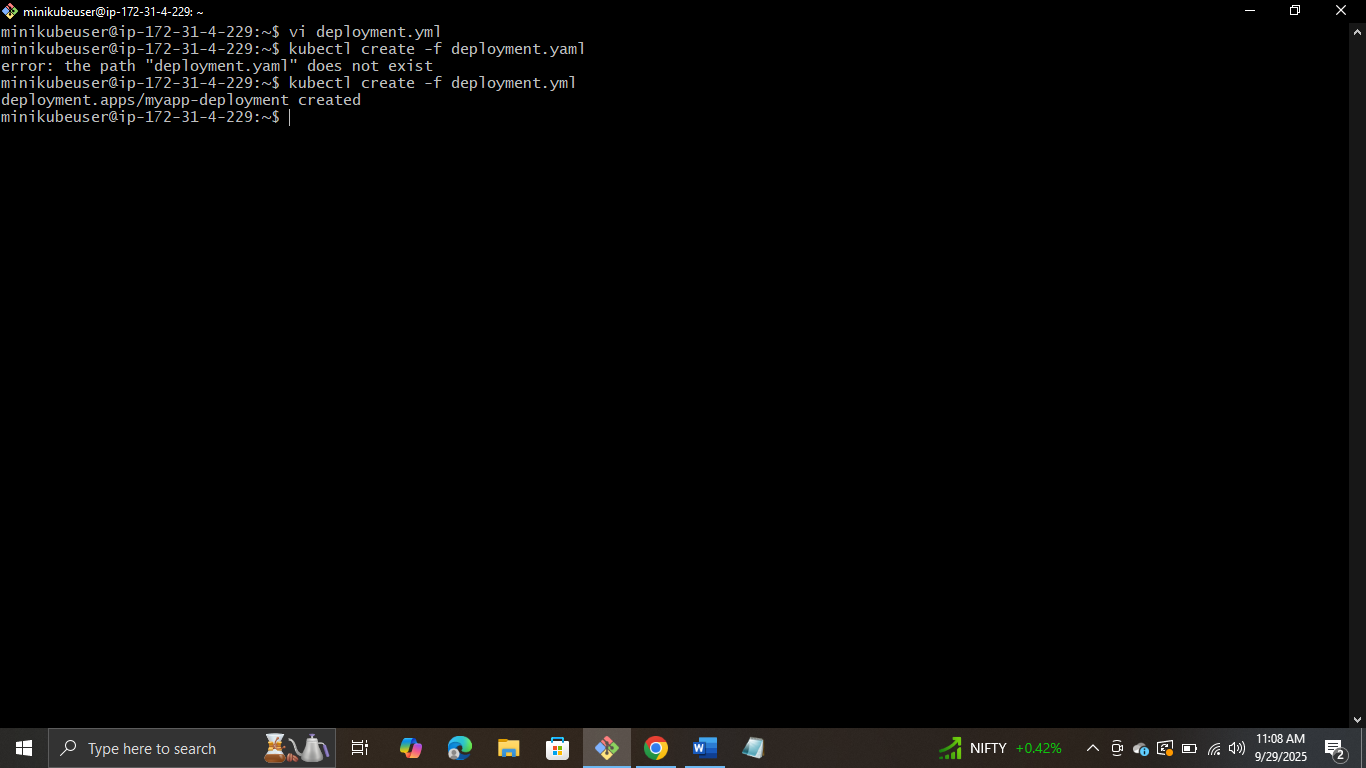 minikubeuser@ip-172-31-4-229: ~
minikubeuser@ip-172-31-4-229:~$ vi deployment.yml
minikubeuser@ip-172-31-4-229:~$ kubectl create -f deployment.yaml
error: the path "deployment.yaml" does not exist
minikubeuser@ip-172-31-4-229:~$ kubectl create -f deployment.yml
deployment.apps/myapp-deployment created
minikubeuser@ip-172-31-4-229:~$
Type here to search
NIFTY +0.42%
11:08 AM
9/29/2025
2